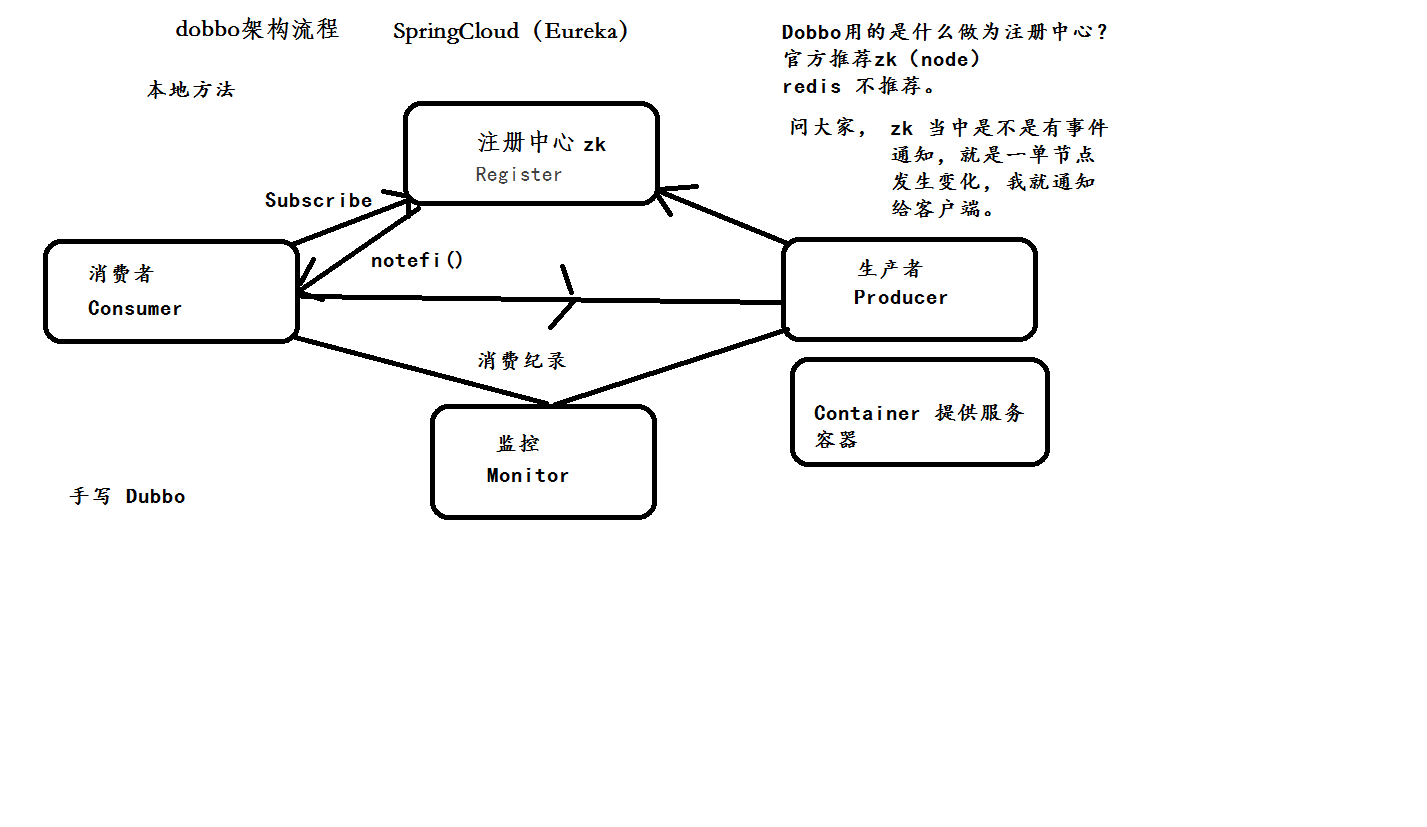 dobbo架构流程
SpringCloud（Eureka）
Dobbo用的是什么做为注册中心？
官方推荐zk（node）
redis 不推荐。
本地方法
问大家， zk 当中是不是有事件
通知，就是一单节点
发生变化，我就通知
给客户端。
注册中心 zk
Register
Subscribe
notefi()
消费者
Consumer
生产者
Producer
消费纪录
Container 提供服务
容器
监控
Monitor
手写 Dubbo